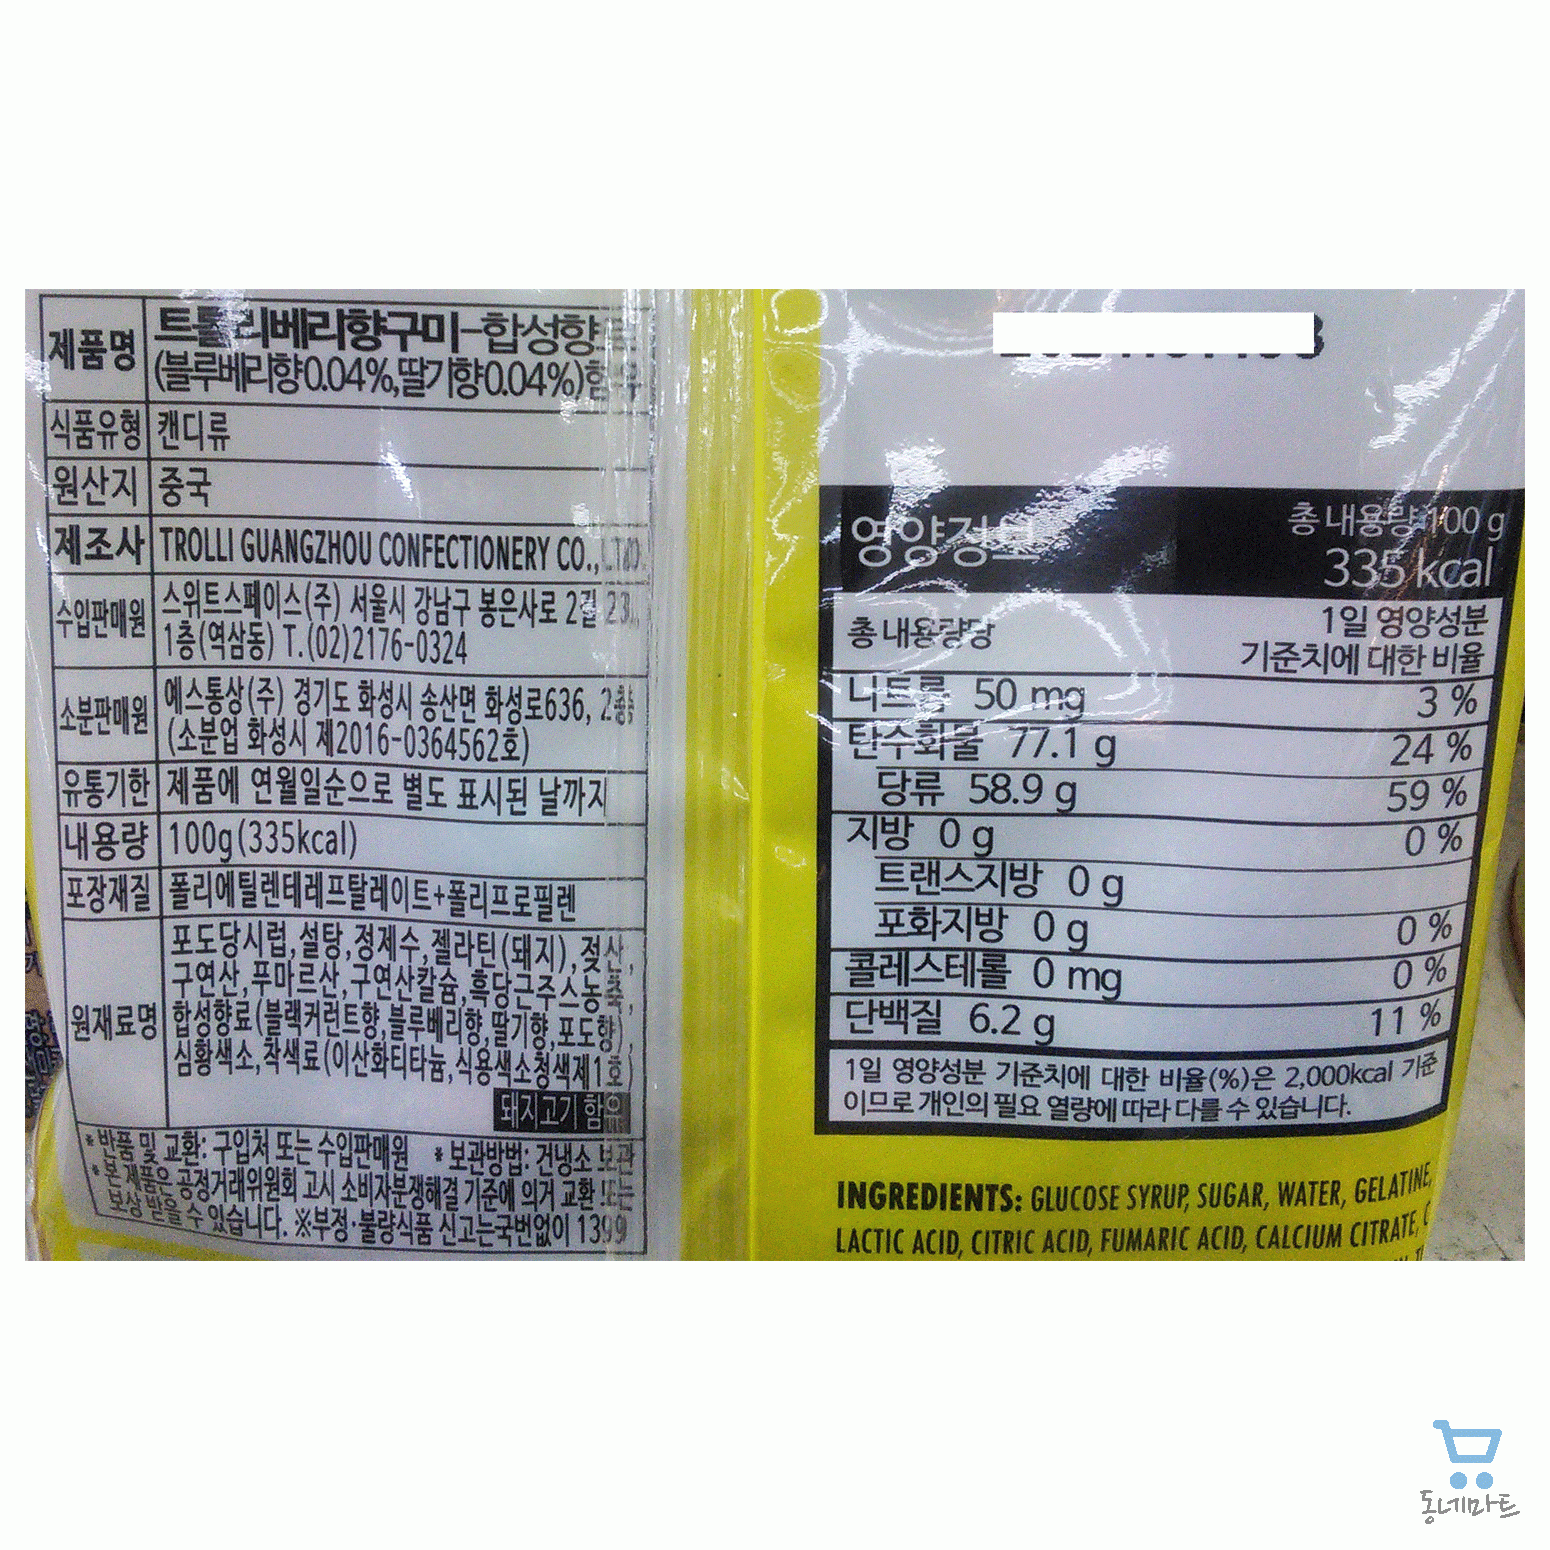 제품명 트롤리베리향구미-합성향
(블루베리향0.04%,딸기향0.04%)함유
식품유형 캔디류
원산지 중국
제조사 TROLLI GUANGZHOU CONFECTIONERY CO.,LTD.
수입판매원 스위트스페이스(주) 서울시 강남구 봉은사로 2길 23,
1층(역삼동) T.(02)2176-0324
소분판매원 에스통상(주) 경기도 화성시 송산면 화성로636, 2층
(소분업 화성시 제2016-0364562호)
유통기한 제품에 연월일순으로 별도 표시된 날까지
내용량 100g(335kcal)
포장재질 폴리에틸렌테레프탈레이트+폴리프로필렌
원재료명 포도당시럽,설탕,정제수,젤라틴(돼지),젖산,
구연산,푸마르산,구연산칼슘,흑당근주스농축,
합성향료(블랙커런트향,블루베리향,딸기향,포도향),
심황색소,착색료(이산화티타늄,식용색소청색제1호)
돼지고기 함유
*반품 및 교환: 구입처 또는 수입판매원 *보관방법: 건냉소 보관
*본 제품은 공정거래위원회 고시 소비자분쟁해결 기준에 의거 교환 또는
보상 받을 수 있습니다. ※부정·불량식품 신고는국번없이 1399
영양정보 총 내용량 100 g
335 kcal
총 내용량당 1일 영양성분
기준치에 대한 비율
나트륨 50 mg 3 %
탄수화물 77.1 g 24 %
당류 58.9 g 59 %
지방 0 g 0 %
트랜스지방 0 g
포화지방 0 g 0 %
콜레스테롤 0 mg 0 %
단백질 6.2 g 11 %
1일 영양성분 기준치에 대한 비율(%)은 2,000kcal 기준
이므로 개인의 필요 열량에 따라 다를 수 있습니다.
INGREDIENTS: GLUCOSE SYRUP, SUGAR, WATER, GELATINE,
LACTIC ACID, CITRIC ACID, FUMARIC ACID, CALCIUM CITRATE, C
동네마트